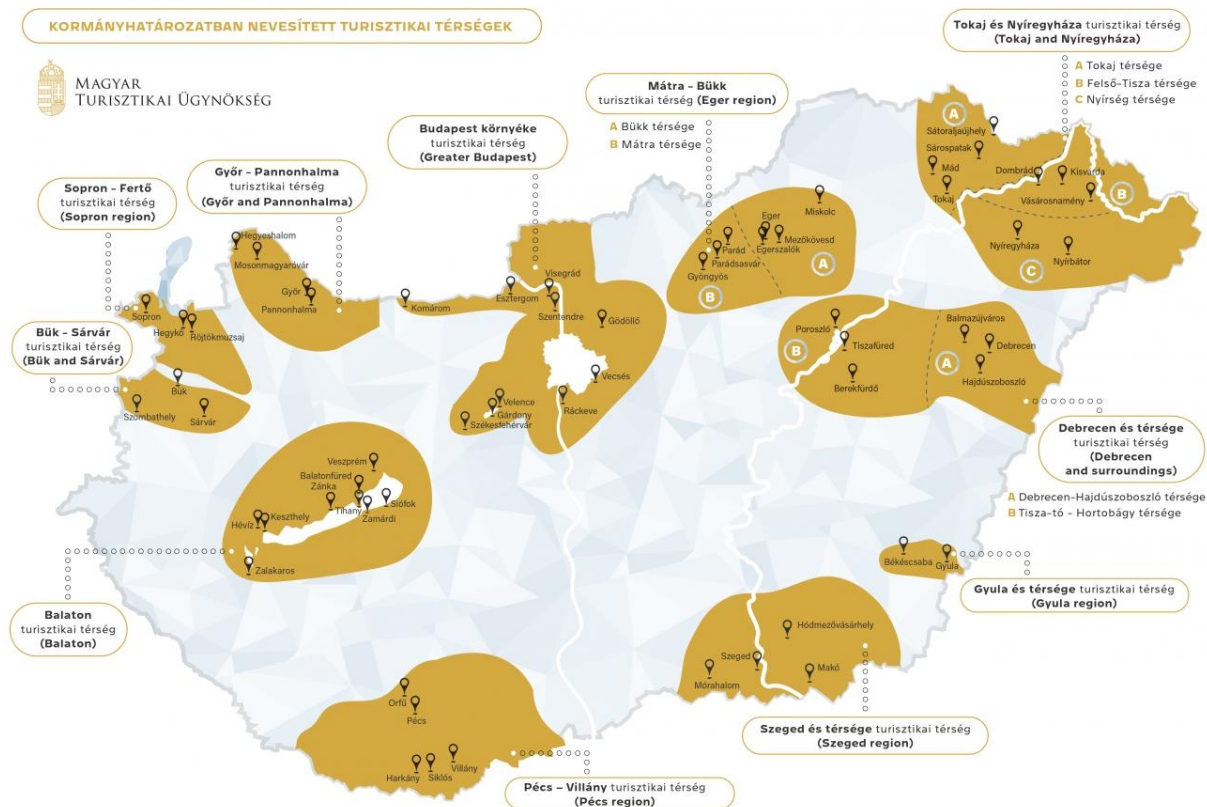 KORMÁNYHATÁROZATBAN NEVESÍTETT TURISZTIKAI TÉRSÉGEK
MAGYAR
TURISZTIKAI ÜGYNÖKSÉG
Tokaj és Nyíregyháza turisztikai térség
(Tokaj and Nyíregyháza)
A Tokaj térsége
B Felső-Tisza térsége
C Nyírség térsége
Mátra – Bükk
turisztikai térség (Eger region)
A Bükk térsége
B Mátra térsége
Budapest környéke
turisztikai térség
(Greater Budapest)
Győr – Pannonhalma
turisztikai térség
(Győr and Pannonhalma)
Sopron – Fertő
turisztikai térség
(Sopron region)
Bük – Sárvár
turisztikai térség
(Bük and Sárvár)
Balaton
turisztikai térség
(Balaton)
Pécs – Villány turisztikai térség
(Pécs region)
Szeged és térsége turisztikai térség
(Szeged region)
Gyula és térsége turisztikai térség
(Gyula region)
Debrecen és térsége
turisztikai térség
(Debrecen
and surroundings)
A Debrecen-Hajdúszoboszló térsége
B Tisza-tó - Hortobágy térsége
A
Sátoraljaújhely
Sárospatak
Mád
Tokaj
Dombrád
Kisvárda
B
Vásárosnamény
Nyíregyháza
Nyírbátor
C
Miskolc
Eger
Mezőkövesd
Egerszalók
Parád
Parádsasvár
Gyöngyös
A
B
Poroszló
Tiszafüred
B
Berekfürdő
Balmazújváros
Debrecen
A
Hajdúszoboszló
Hegyeshalom
Mosonmagyaróvár
Győr
Pannonhalma
Komárom
Esztergom
Visegrád
Szentendre
Gödöllő
Vecsés
Ráckeve
Velence
Gárdony
Székesfehérvár
Sopron
Hegykő
Röjtökmuzsaj
Bük
Szombathely
Sárvár
Veszprém
Balatonfüred
Zánka
Tihany
Siófok
Zamárdi
Hévíz
Keszthely
Zalakaros
Békéscsaba
Gyula
Hódmezővásárhely
Szeged
Makó
Mórahalom
Orfű
Pécs
Harkány
Siklós
Villány